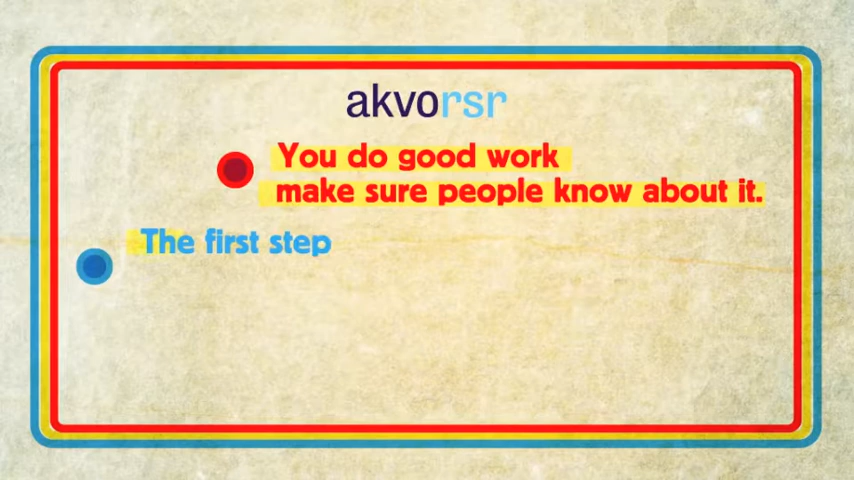 akvorsr
You do good work
make sure people know about it.
The first step